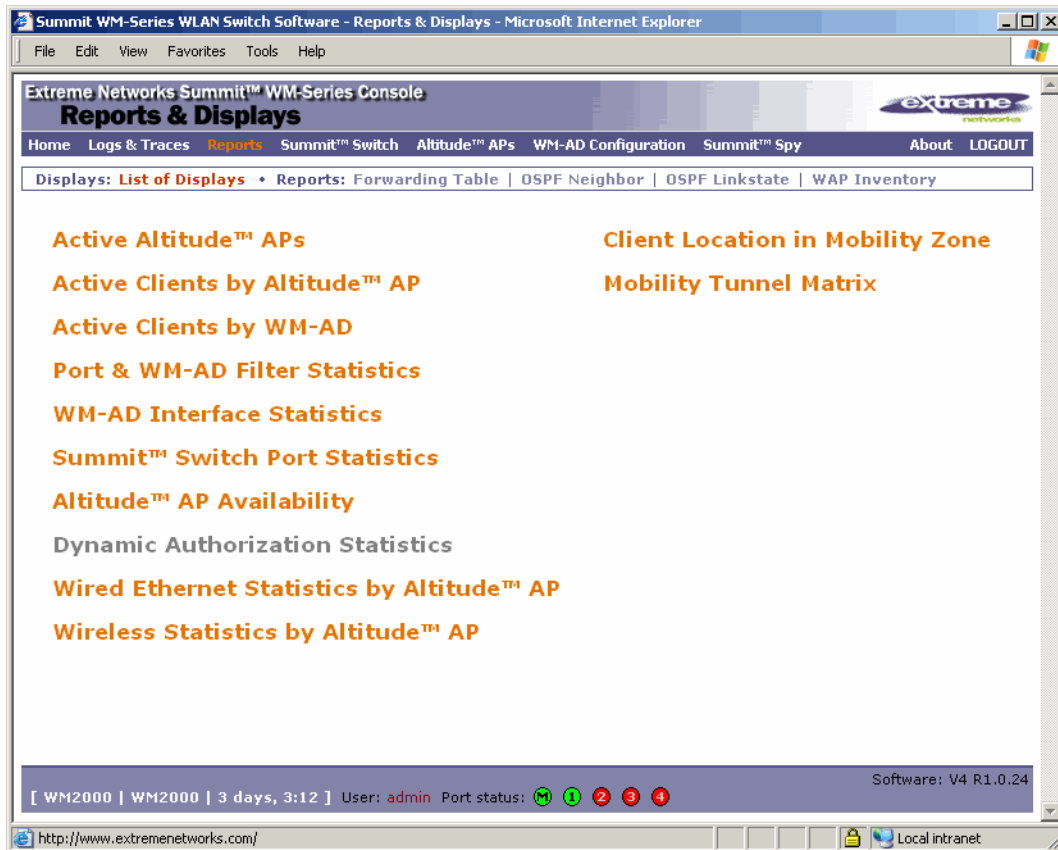 Summit WM-Series WLAN Switch Software - Reports & Displays - Microsoft Internet Explorer
File Edit View Favorites Tools Help
Extreme Networks Summit™ WM-Series Console
Reports & Displays
extreme networks
Home Logs & Traces Reports Summit™ Switch Altitude™ APs WM-AD Configuration Summit™ Spy About LOGOUT
Displays: List of Displays • Reports: Forwarding Table | OSPF Neighbor | OSPF Linkstate | WAP Inventory
Active Altitude™ APs
Active Clients by Altitude™ AP
Active Clients by WM-AD
Port & WM-AD Filter Statistics
WM-AD Interface Statistics
Summit™ Switch Port Statistics
Altitude™ AP Availability
Dynamic Authorization Statistics
Wired Ethernet Statistics by Altitude™ AP
Wireless Statistics by Altitude™ AP
Client Location in Mobility Zone
Mobility Tunnel Matrix
Software: V4 R1.0.24
[ WM2000 | WM2000 | 3 days, 3:12 ] User: admin Port status: M 1 2 3 4
http://www.extremenetworks.com/ Local intranet